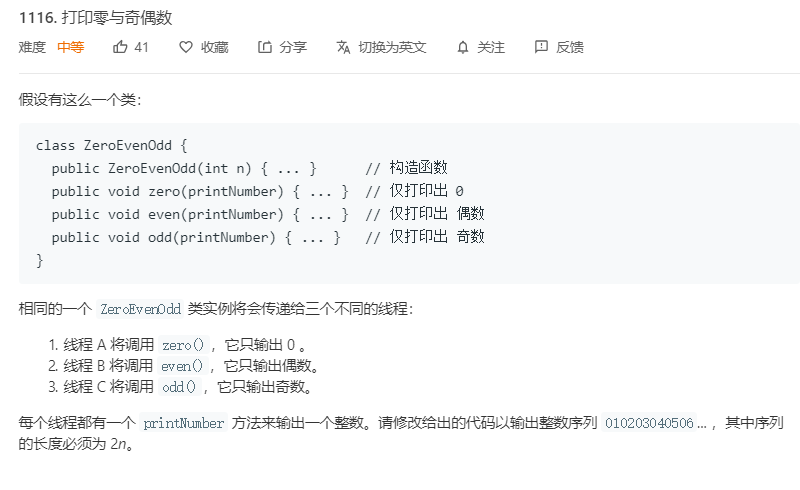 1116. 打印零与奇偶数
难度 中等 41 收藏 分享 切换为英文 关注 反馈
假设有这么一个类：
class ZeroEvenOdd {
public ZeroEvenOdd(int n) { ... } // 构造函数
public void zero(printNumber) { ... } // 仅打印出 0
public void even(printNumber) { ... } // 仅打印出 偶数
public void odd(printNumber) { ... } // 仅打印出 奇数
}
相同的一个 ZeroEvenOdd 类实例将会传递给三个不同的线程：
1. 线程 A 将调用 zero()，它只输出 0 。
2. 线程 B 将调用 even()，它只输出偶数。
3. 线程 C 将调用 odd()，它只输出奇数。
每个线程都有一个 printNumber 方法来输出一个整数。请修改给出的代码以输出整数序列 010203040506... ，其中序列
的长度必须为 2n。